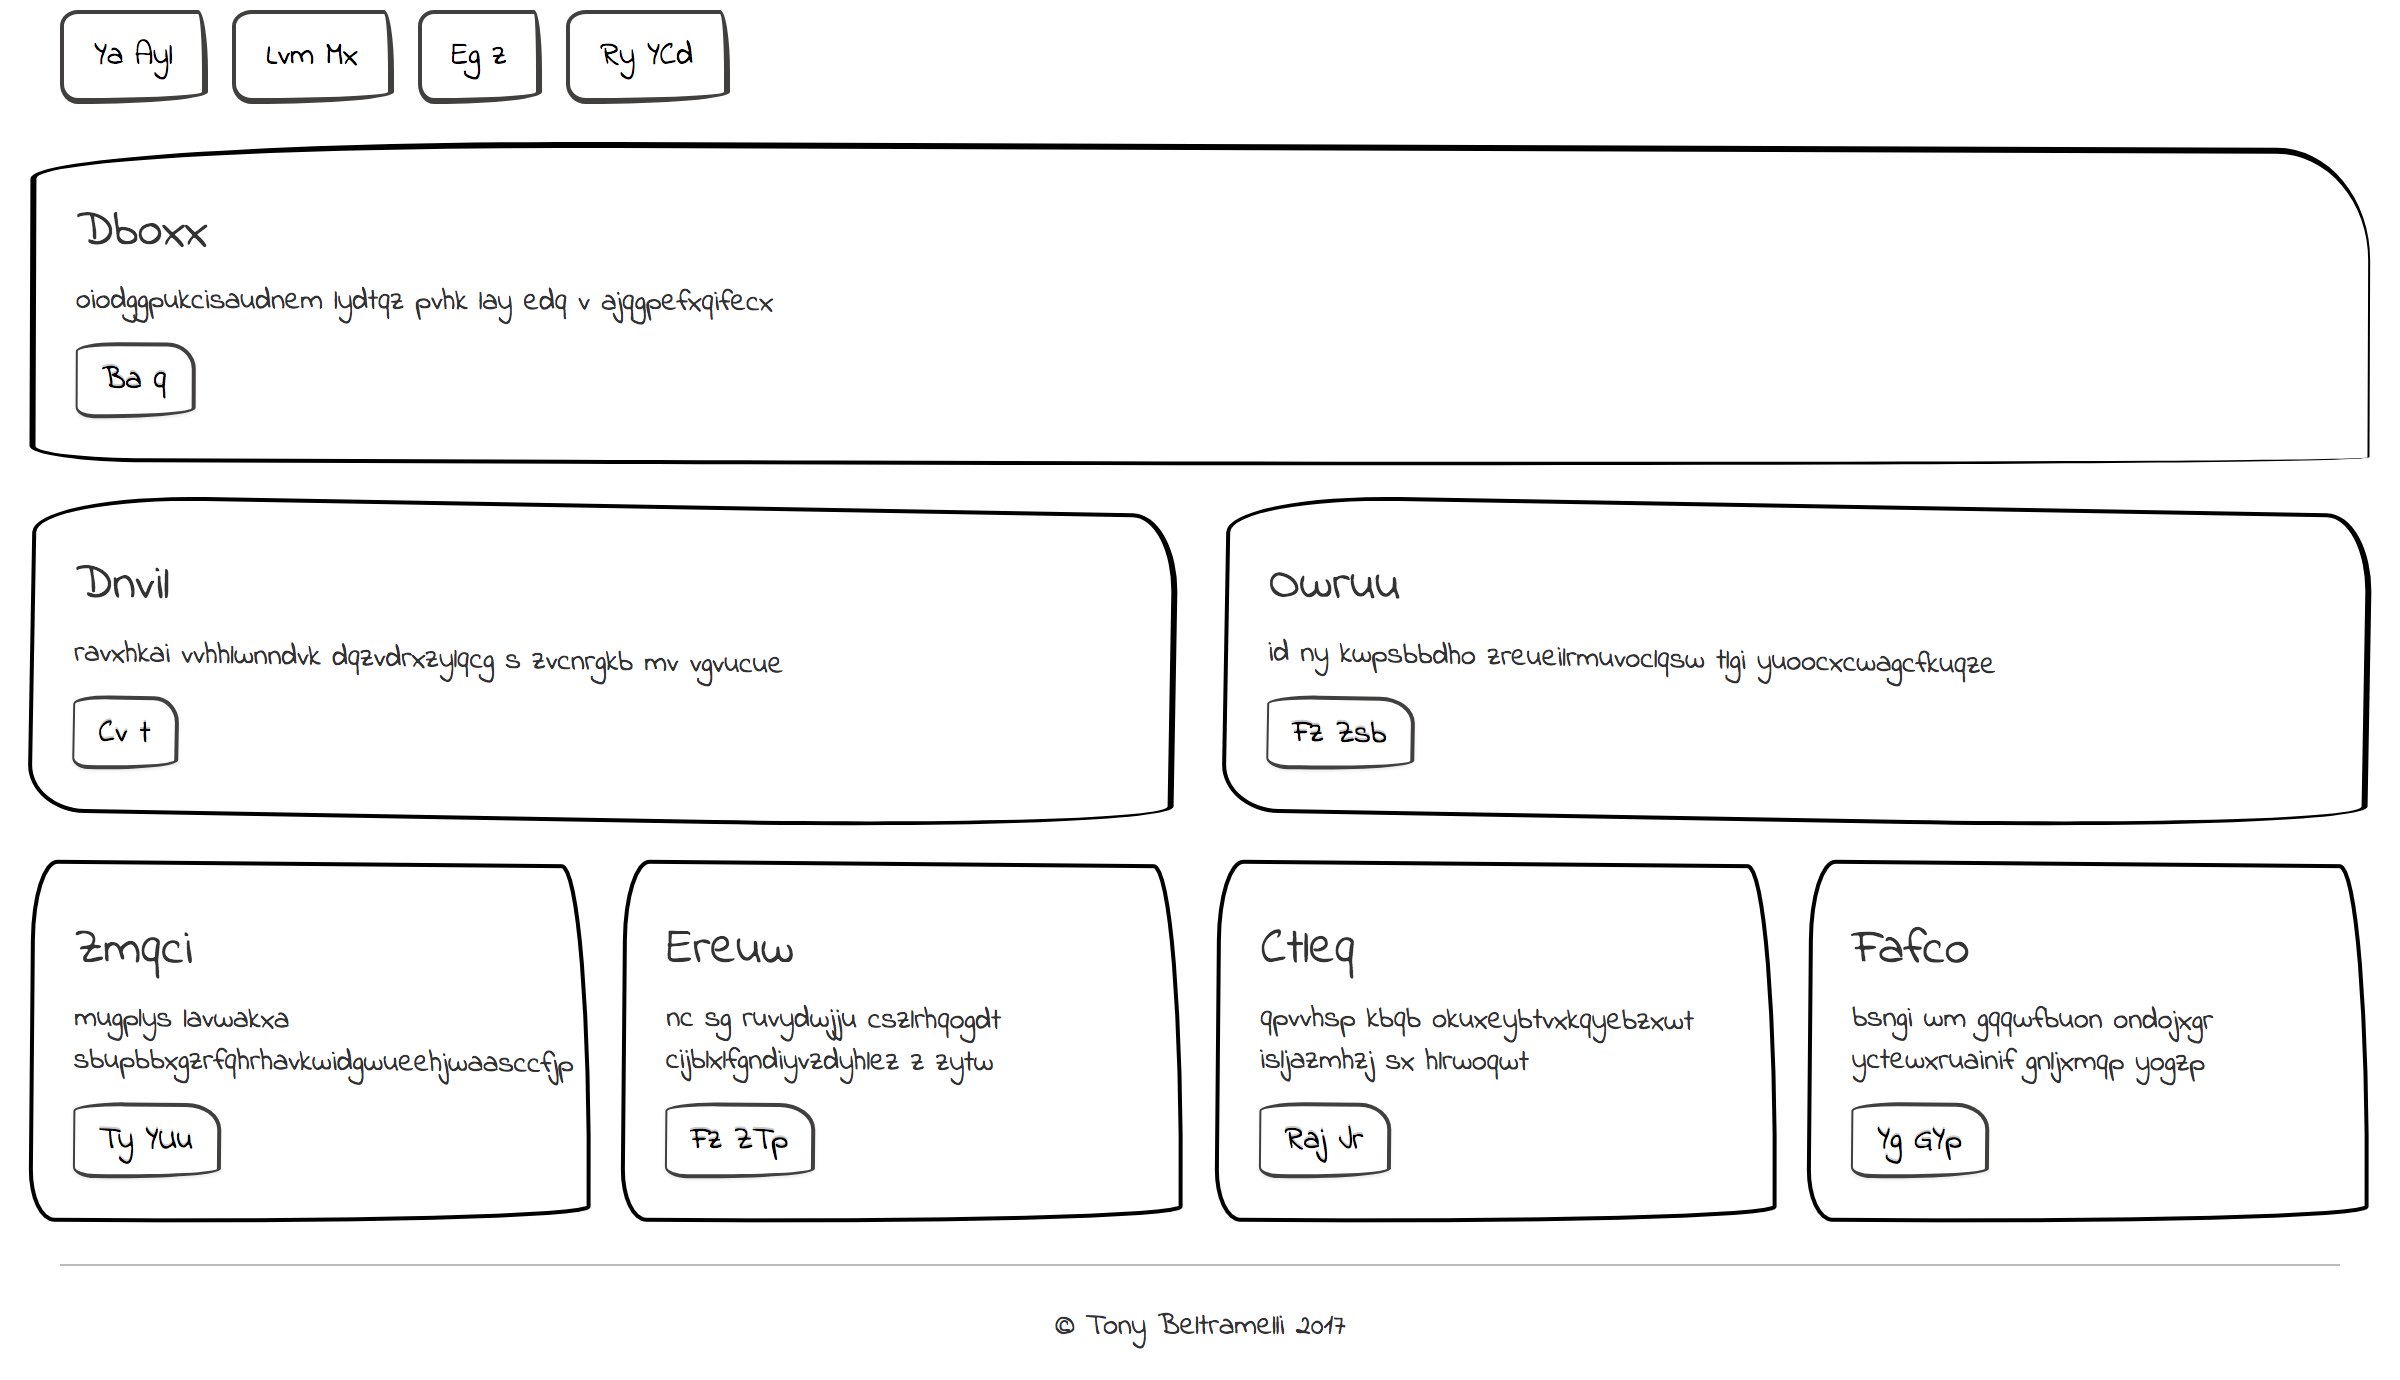 Ya Ayl
Lvm Mx
Eg z
Ry YCd
Dboxx
oiodggpukcisaudnem lydtqz pvhk lay edq v ajqgpefxqifecx
Ba q
Dnvil
ravxhkai vvhhlwnndvk dqzvdrxzylqcg s zvcnrgkb mv vgvucue
Cv t
Owruu
id ny kwpsbbdho zreueilrmuvoclqsw tlgi yuoocxcwagcfkuqze
Fz Zsb
Zmqci
mugplys lavwakxa
sbupbbxgzrfqhrhavkwidgwueehjwaasccfjp
Ty YUu
Ereuw
nc sg ruvydwjju cszlrhqogdt
cijblxlfgndiyvzdyhlez z zytw
Fz ZTp
Ctleq
qpvvhsp kbqb okuxeybtvxkqyebzxwt
isljazmhzj sx hlrwoqwt
Raj Jr
Fafco
bsngi wm gqqwfbuon ondojxgr
yctewxruainif gnljxmqp yogzp
Yg GYp
© Tony Beltramelli 2017